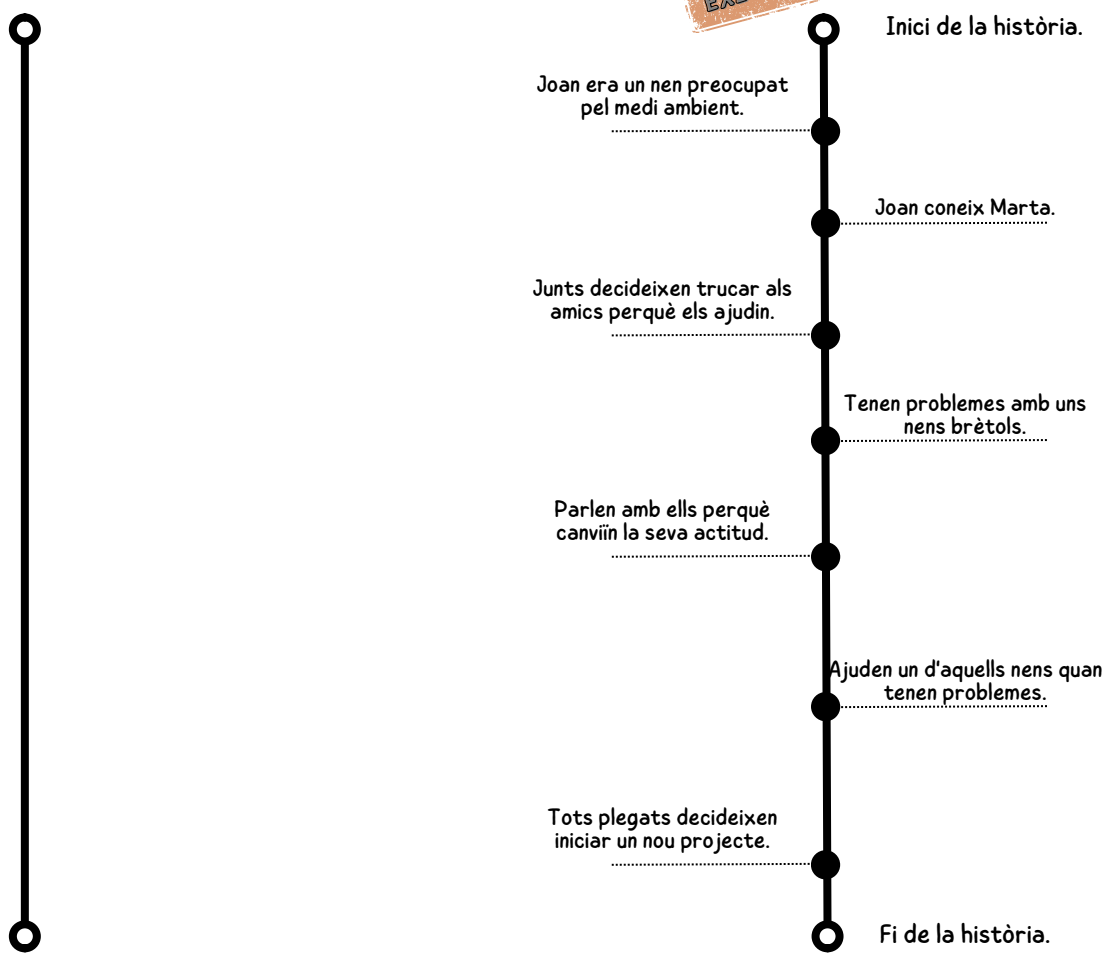 Inici de la història.
Joan era un nen preocupat
pel medi ambient.
Joan coneix Marta.
Junts decideixen trucar als
amics perquè els ajudin.
Tenen problemes amb uns
nens brètols.
Parlen amb ells perquè
canviïn la seva actitud.
Ajuden un d'aquells nens quan
tenen problemes.
Tots plegats decideixen
iniciar un nou projecte.
Fi de la història.